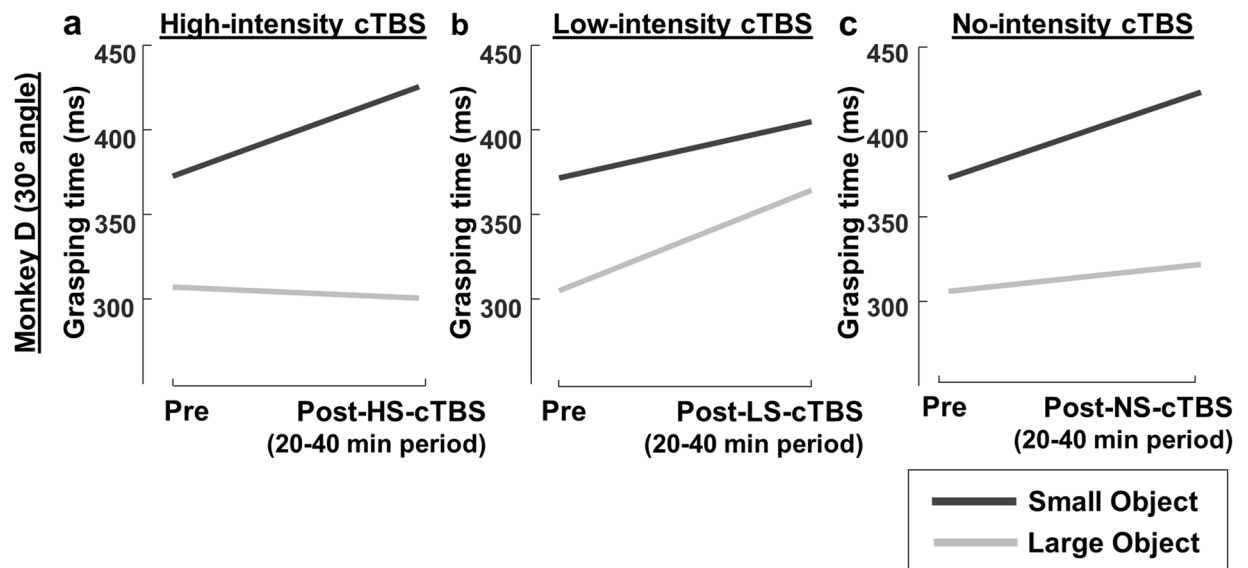 a High-intensity cTBS b Low-intensity cTBS c No-intensity cTBS
Monkey D (30º angle)
Grasping time (ms)
450
400
350
300
Pre Post-HS-cTBS
(20-40 min period)
Grasping time (ms)
450
400
350
300
Pre Post-LS-cTBS
(20-40 min period)
Grasping time (ms)
450
400
350
300
Pre Post-NS-cTBS
(20-40 min period)
Small Object
Large Object